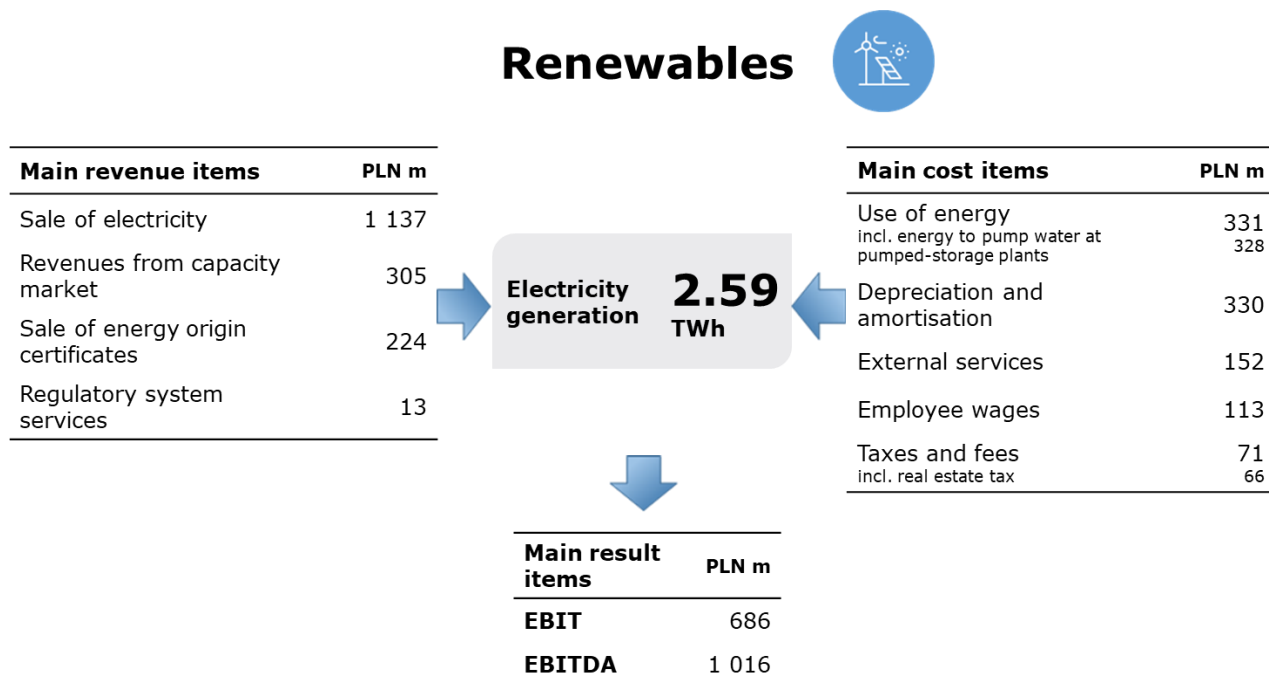 Renewables
Main revenue items PLN m
Sale of electricity 1 137
Revenues from capacity
market 305
Sale of energy origin
certificates 224
Regulatory system
services 13
Electricity
generation 2.59
TWh
Main cost items PLN m
Use of energy 331
incl. energy to pump water at
pumped-storage plants 328
Depreciation and
amortisation 330
External services 152
Employee wages 113
Taxes and fees 71
incl. real estate tax 66
Main result
items PLN m
EBIT 686
EBITDA 1 016